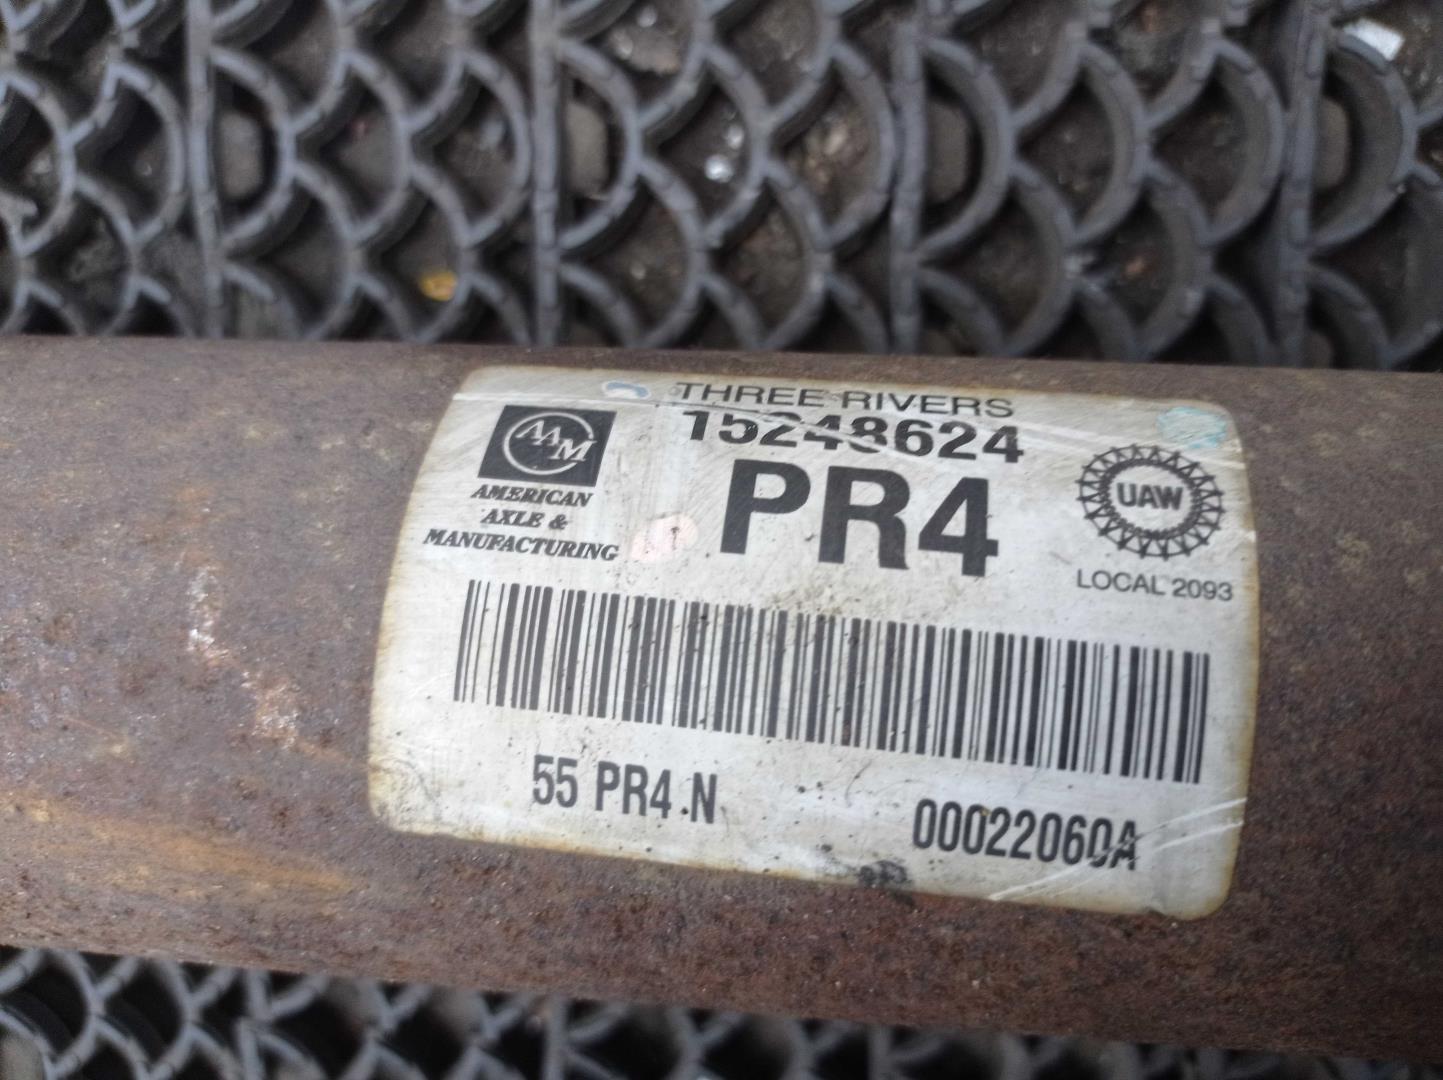 THREE RIVERS
15248624
PR4
AAM
AMERICAN
AXLE &
MANUFACTURING
UAW
LOCAL 2093
55 PR4 N
00022060A